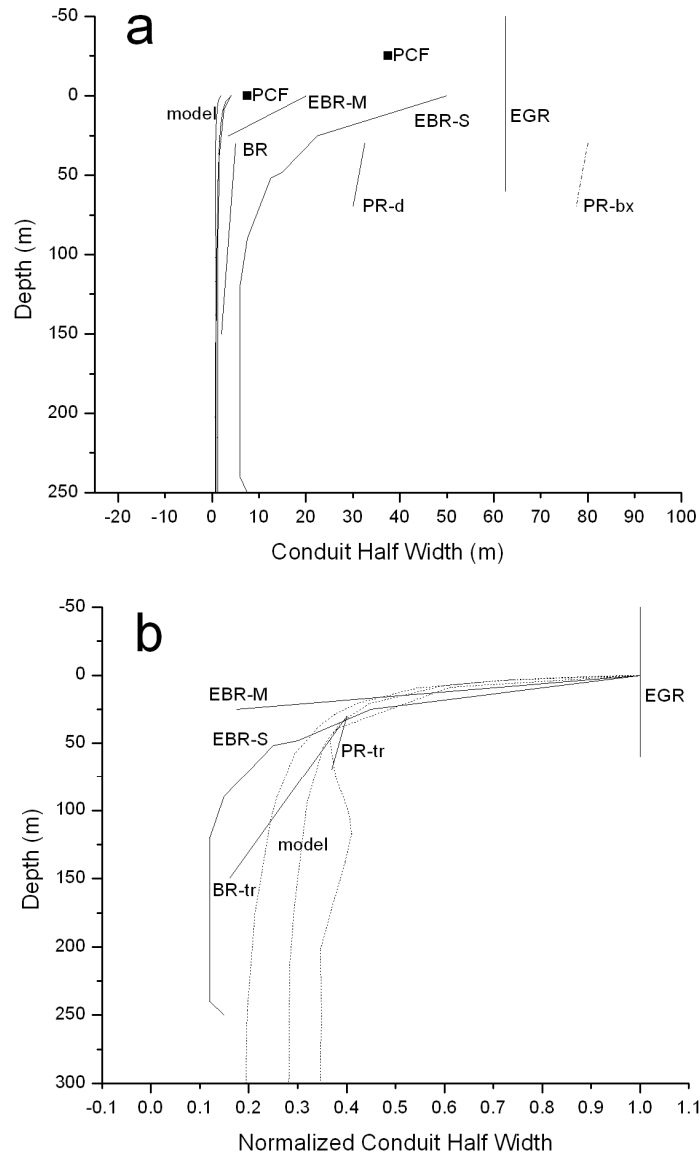 a
-50
PCF
0
PCF
EBR-M
model
EBR-S
EGR
BR
50
PR-d
PR-bx
100
Depth (m)
150
200
250
-20 -10 0 10 20 30 40 50 60 70 80 90 100
Conduit Half Width (m)
b
-50
0
EBR-M
EGR
EBR-S
50
PR-tr
100
model
Depth (m)
150
BR-tr
200
250
300
-0.1 0.0 0.1 0.2 0.3 0.4 0.5 0.6 0.7 0.8 0.9 1.0 1.1
Normalized Conduit Half Width